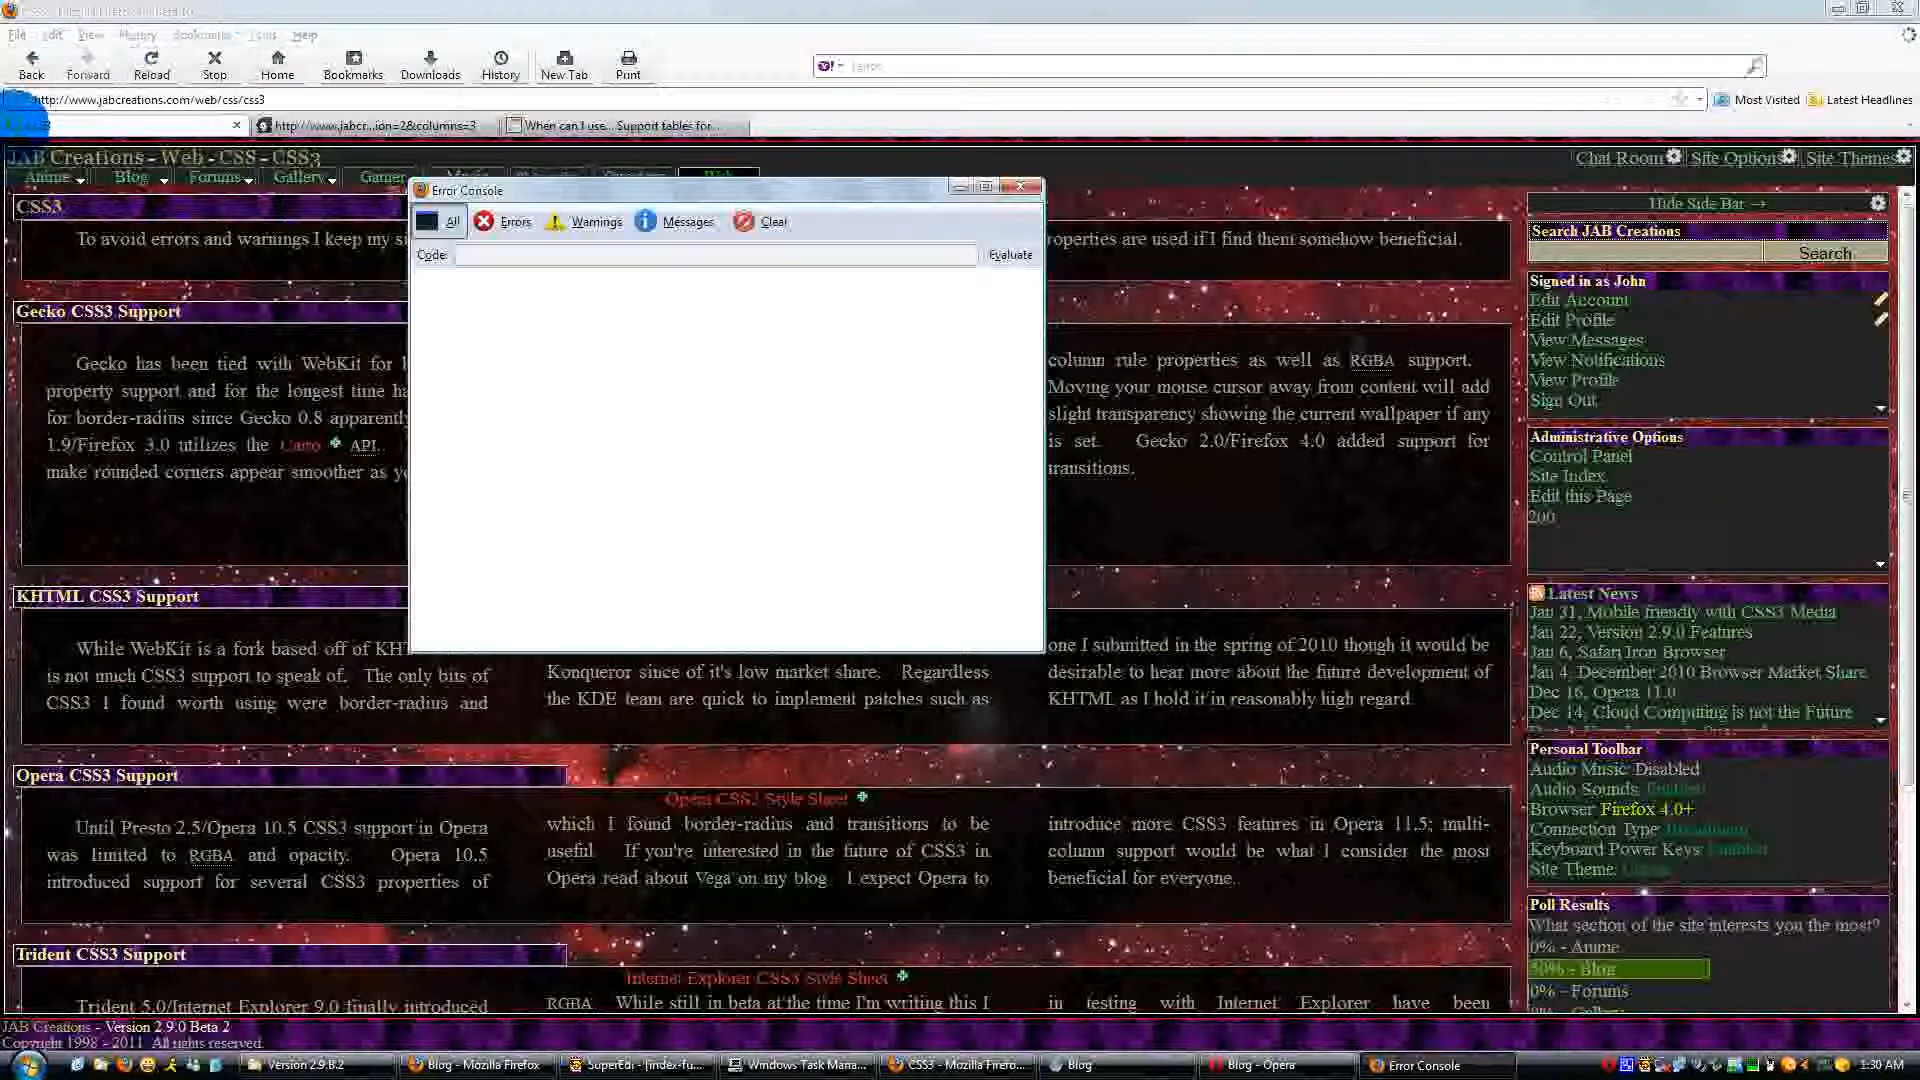 File Edit View History Bookmarks Tools Help
Back Forward Reload Stop Home Bookmarks Downloads History New Tab Print
http://www.jabcreations.com/web/css/css3
Most Visited Latest Headlines
http://www.jabcr...ion=2&columns=3
When can I use... Support tables for...
JAB Creations - Web - CSS - CSS3
Chat Room Site Options Site Themes
Anime Blog Forums Gallery Games
Web
CSS3
To avoid errors and warnings I keep my
properties are used if I find them somehow beneficial.
Gecko CSS3 Support
Gecko has been tied with WebKit for
property support and for the longest time
for border-radius since Gecko 0.8
1.9/Firefox 3.0 utilizes the Cairo API.
make rounded corners appear smoother as
column rule properties as well as RGBA support.
Moving your mouse cursor away from content will add
slight transparency showing the current wallpaper if any
is set. Gecko 2.0/Firefox 4.0 added support for
transitions.
Error Console
All Errors Warnings Messages Clear
Code: Evaluate
KHTML CSS3 Support
While WebKit is a fork based off of
is not much CSS3 support to speak of. The only bits of
CSS3 I found worth using were border-radius and
Konqueror since of it's low market share. Regardless
the KDE team are quick to implement patches such as
one I submitted in the spring of 2010 though it would be
desirable to hear more about the future development of
KHTML as I hold it in reasonably high regard.
Opera CSS3 Support
Until Presto 2.5/Opera 10.5 CSS3 support in Opera
was limited to RGBA and opacity. Opera 10.5
introduced support for several CSS3 properties of
Opera CSS3 Style Sheet
which I found border-radius and transitions to be
useful. If you're interested in the future of CSS3 in
Opera read about Vega on my blog. I expect Opera to
introduce more CSS3 features in Opera 11.5; multi-
column support would be what I consider the most
beneficial for everyone.
Trident CSS3 Support
Trident 5.0/Internet Explorer 9.0 finally introduced
Internet Explorer CSS3 Style Sheet
RGBA. While still in beta at the time I'm writing this I
in testing with Internet Explorer have been
Hide Side Bar →
Search JAB Creations
Search
Signed in as John
Edit Account
Edit Profile
View Messages
View Notifications
View Profile
Sign Out
Administrative Options
Control Panel
Site Index
Edit this Page
200
Latest News
Jan 31, Mobile friendly with CSS3 Media
Jan 22, Version 2.9.0 Features
Jan 6, Safari Iron Browser
Jan 4, December 2010 Browser Market Share
Dec 16, Opera 11.0
Dec 14, Cloud Computing is not the Future
Personal Toolbar
Audio Music: Disabled
Audio Sounds: Enabled
Browser: Firefox 4.0+
Connection Type: Broadband
Keyboard Power Keys: Enabled
Site Theme:
Poll Results
What section of the site interests you the most?
0% - Anime
50% - Blog
0% - Forums
JAB Creations - Version 2.9.0 Beta 2
Copyright 1998 - 2011 All rights reserved.
Version 2.9.B.2
Blog - Mozilla Firefox
SuperEdi - [index-fu...
Windows Task Mana...
CSS3 - Mozilla Firefo...
Blog
Blog - Opera
Error Console
1:30 AM